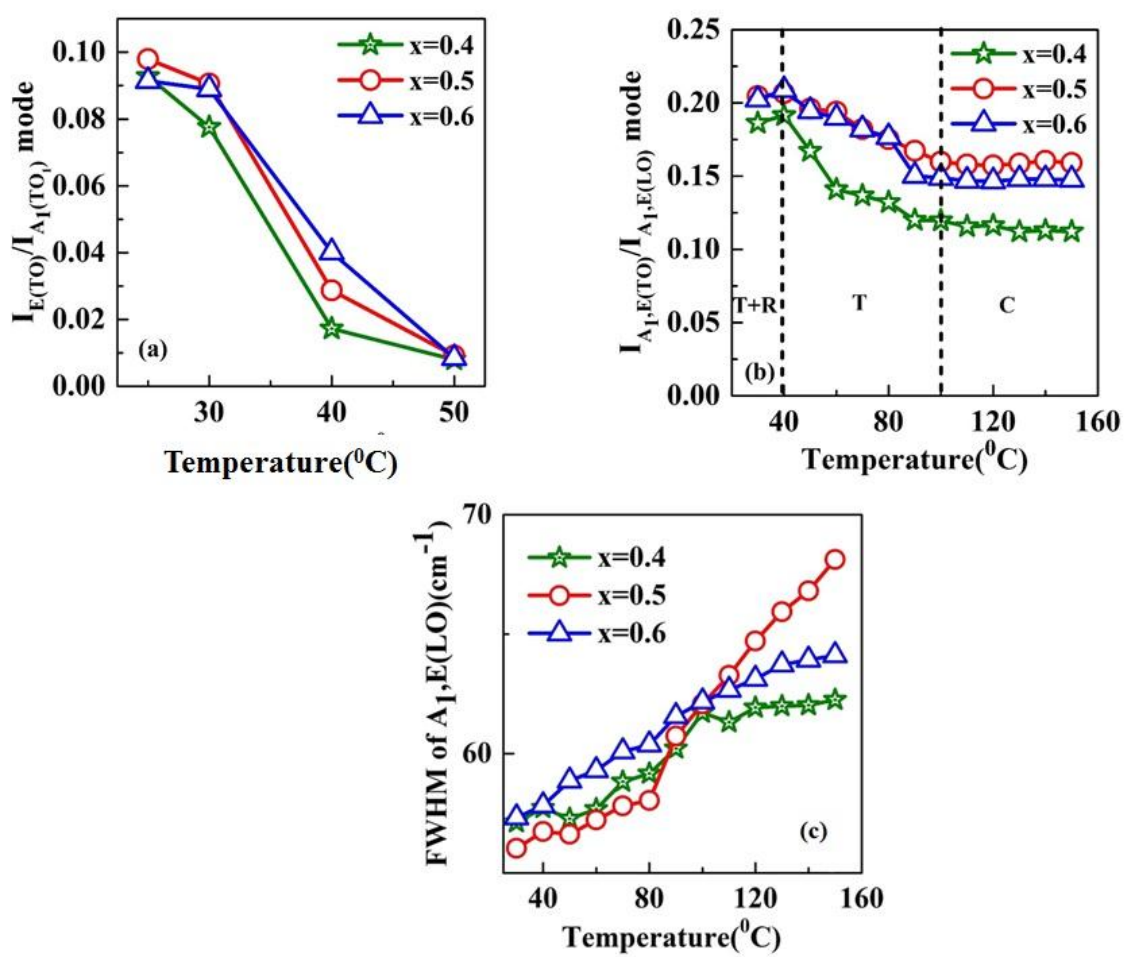 I_E(TO)/I_A₁(TO₁) mode
0.10
0.08
0.06
0.04
0.02
0.00
x=0.4
x=0.5
x=0.6
(a)
30
40
50
Temperature(⁰C)
I_A₁,E(TO)/I_A₁,E(LO) mode
0.25
0.20
0.15
0.10
0.05
0.00
x=0.4
x=0.5
x=0.6
T+R
T
C
(b)
40
80
120
160
Temperature(⁰C)
FWHM of A₁,E(LO)(cm⁻¹)
70
60
x=0.4
x=0.5
x=0.6
(c)
40
80
120
160
Temperature(⁰C)